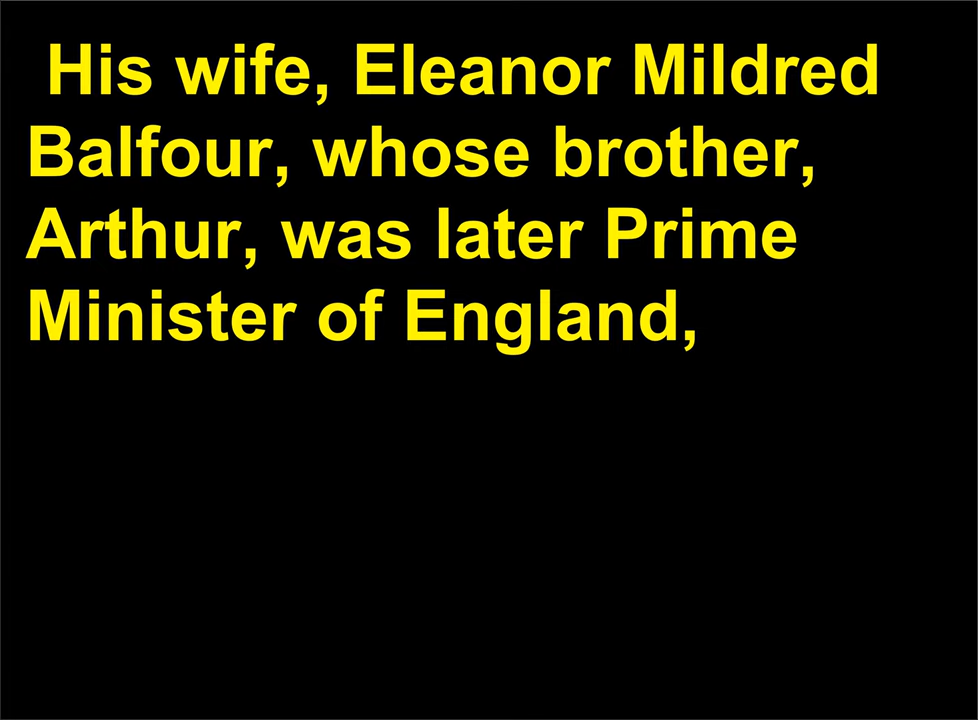 His wife, Eleanor Mildred
Balfour, whose brother,
Arthur, was later Prime
Minister of England,